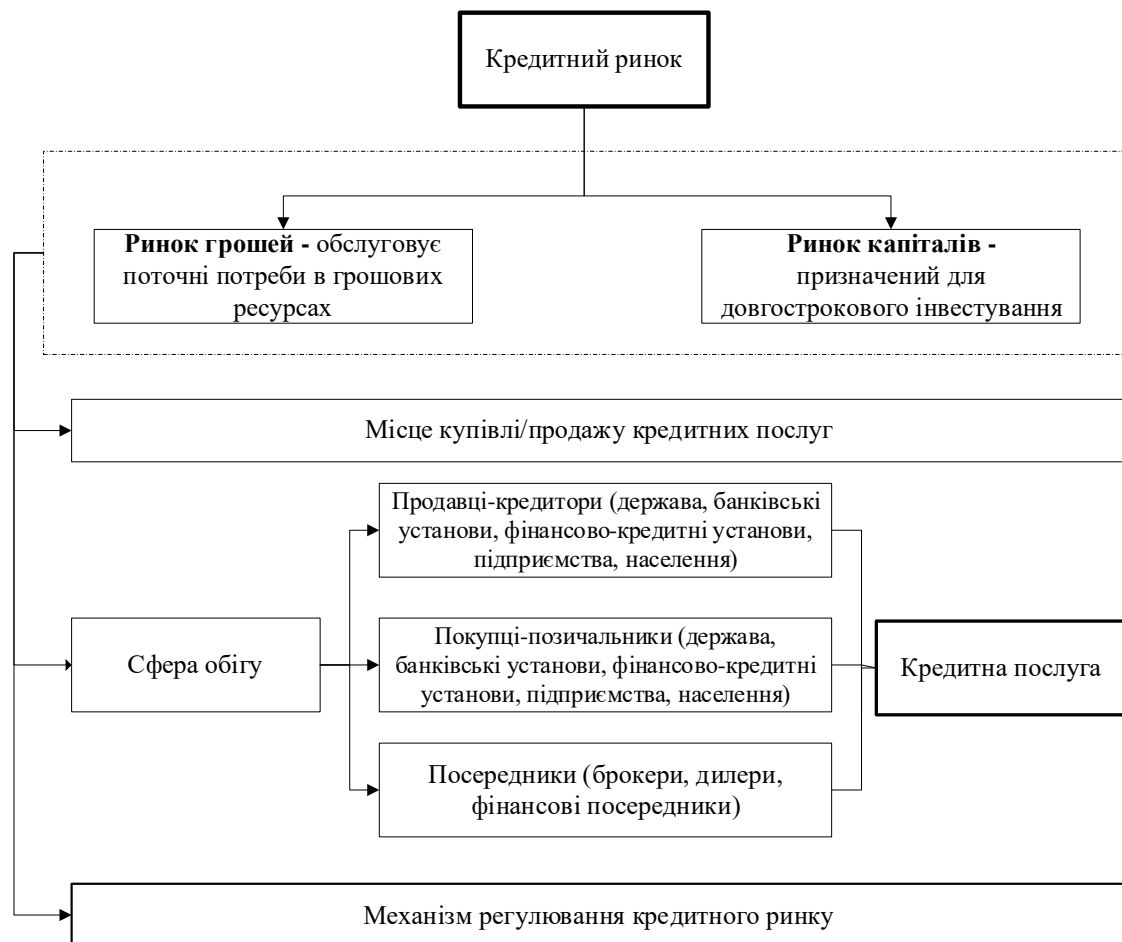 Кредитний ринок
Ринок грошей - обслуговує
поточні потреби в грошових
ресурсах
Ринок капіталів -
призначений для
довгострокового інвестування
Місце купівлі/продажу кредитних послуг
Продавці-кредитори (держава, банківські
установи, фінансово-кредитні установи,
підприємства, населення)
Сфера обігу
Покупці-позичальники (держава,
банківські установи, фінансово-кредитні
установи, підприємства, населення)
Кредитна послуга
Посередники (брокери, дилери,
фінансові посередники)
Механізм регулювання кредитного ринку